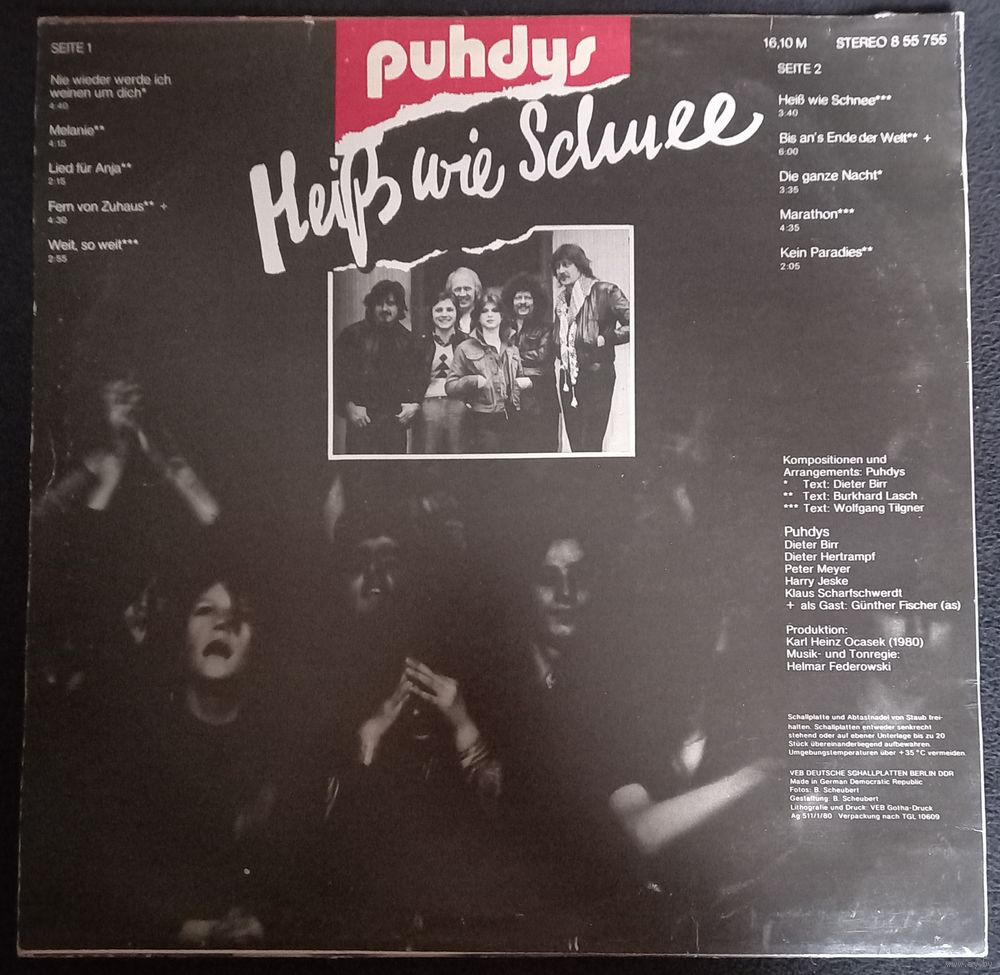 SEITE 1
Nie wieder werde ich
weinen um dich*
4:40
Melanie**
4:15
Lied für Anja**
2:15
Fern von Zuhaus** +
4:30
Weit, so weit***
2:55
puhdys
Heiß wie Schnee
16,10 M STEREO 8 55 755
SEITE 2
Heiß wie Schnee***
3:40
Bis an's Ende der Welt** +
6:00
Die ganze Nacht*
3:35
Marathon***
4:35
Kein Paradies**
2:05
Kompositionen und
Arrangements: Puhdys
* Text: Dieter Birr
** Text: Burkhard Lasch
*** Text: Wolfgang Tilgner
Puhdys
Dieter Birr
Dieter Hertrampf
Peter Meyer
Harry Jeske
Klaus Scharfschwerdt
+ als Gast: Günther Fischer (as)
Produktion:
Karl Heinz Ocasek (1980)
Musik- und Tonregie:
Helmar Federowski
Schallplatte und Abtastnadel von Staub frei-
halten. Schallplatten entweder senkrecht
stehend oder auf ebener Unterlage bis zu 20
Stück übereinanderliegend aufbewahren.
Umgebungstemperaturen über +35 °C vermeiden.
VEB DEUTSCHE SCHALLPLATTEN BERLIN DDR
Made in German Democratic Republic
Fotos: B. Scheubert
Gestaltung: B. Scheubert
Lithografie und Druck: VEB Gotha-Druck
Ag 511/1/80 Verpackung nach TGL 10609